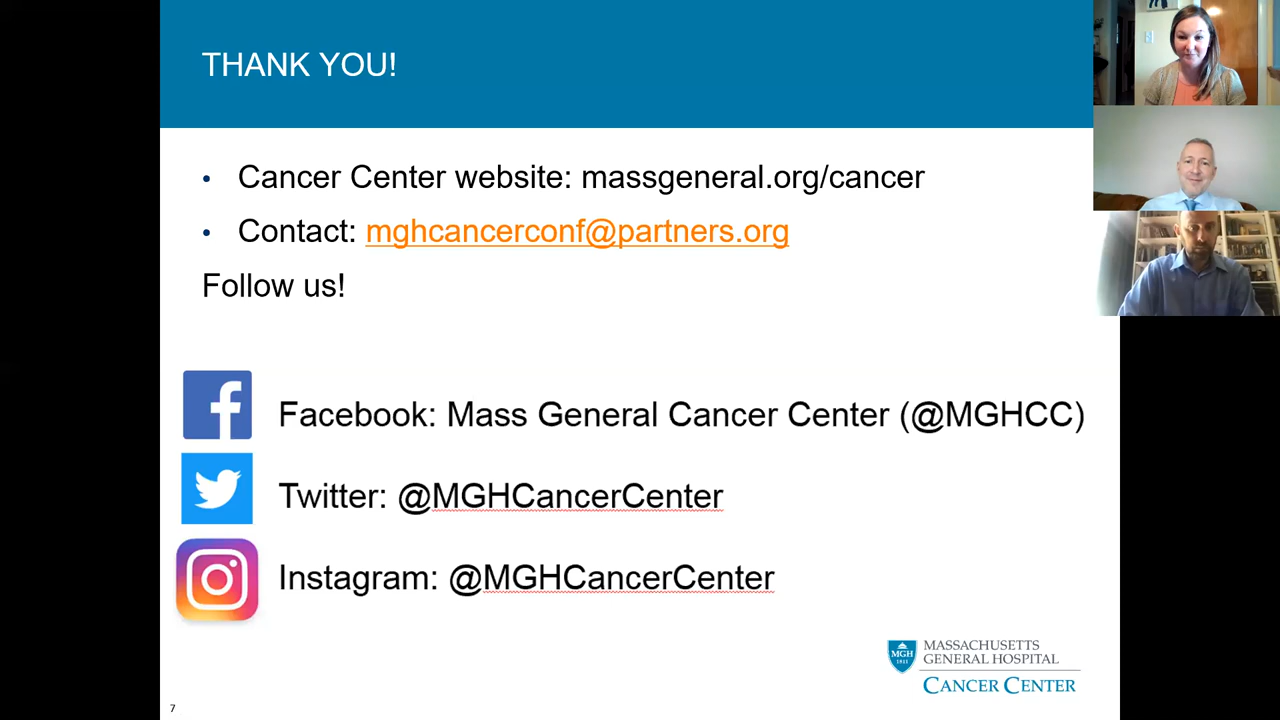 THANK YOU!
• Cancer Center website: massgeneral.org/cancer
• Contact: mghcancerconf@partners.org
Follow us!
Facebook: Mass General Cancer Center (@MGHCC)
Twitter: @MGHCancerCenter
Instagram: @MGHCancerCenter
MGH
1811
MASSACHUSETTS
GENERAL HOSPITAL
CANCER CENTER
7